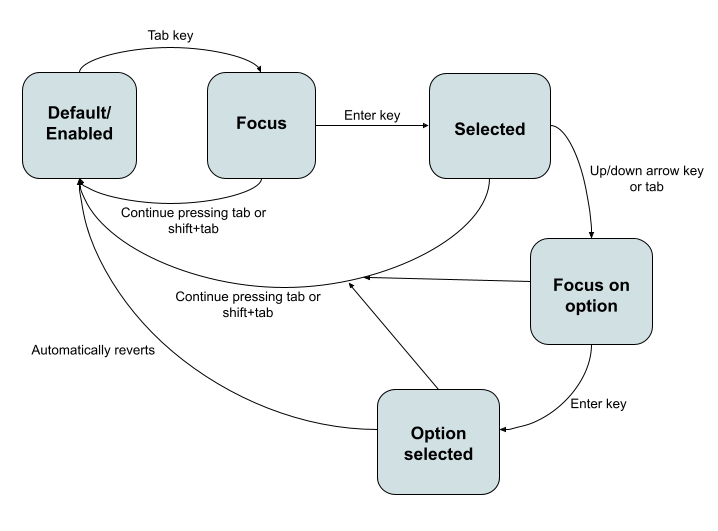 Tab key
Default/
Enabled
Focus
Enter key
Selected
Up/down arrow key
or tab
Continue pressing tab or
shift+tab
Focus on
option
Continue pressing tab or
shift+tab
Automatically reverts
Enter key
Option
selected